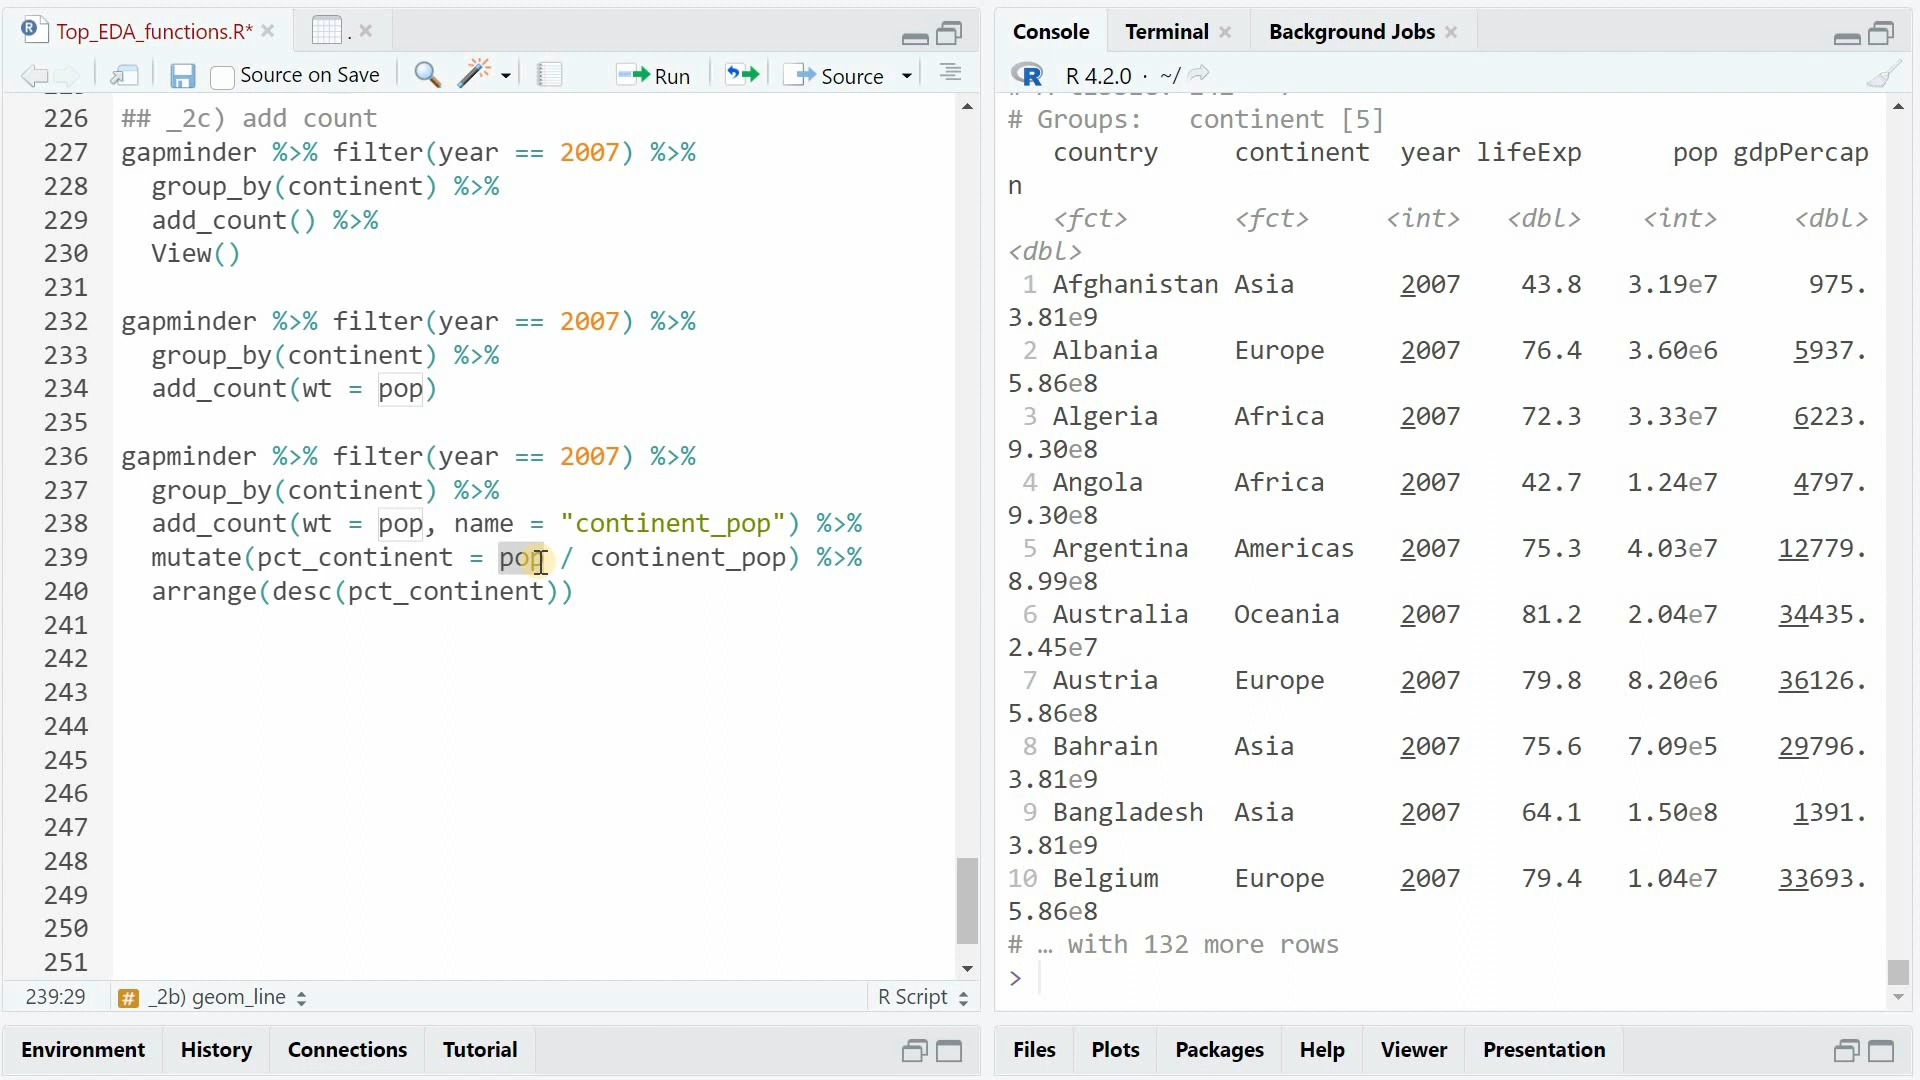 Top_EDA_functions.R*
.
Source on Save
Run
Source
226 ## _2c) add count
227 gapminder %>% filter(year == 2007) %>%
228 group_by(continent) %>%
229 add_count() %>%
230 View()
231
232 gapminder %>% filter(year == 2007) %>%
233 group_by(continent) %>%
234 add_count(wt = pop)
235
236 gapminder %>% filter(year == 2007) %>%
237 group_by(continent) %>%
238 add_count(wt = pop, name = "continent_pop") %>%
239 mutate(pct_continent = pop / continent_pop) %>%
240 arrange(desc(pct_continent))
241
242
243
244
245
246
247
248
249
250
251
239:29 # _2b) geom_line R Script
Environment History Connections Tutorial
Console Terminal Background Jobs
R 4.2.0 · ~/
# Groups: continent [5]
country continent year lifeExp pop gdpPercap
n
<fct> <fct> <int> <dbl> <int> <dbl>
<dbl>
1 Afghanistan Asia 2007 43.8 3.19e7 975.
3.81e9
2 Albania Europe 2007 76.4 3.60e6 5937.
5.86e8
3 Algeria Africa 2007 72.3 3.33e7 6223.
9.30e8
4 Angola Africa 2007 42.7 1.24e7 4797.
9.30e8
5 Argentina Americas 2007 75.3 4.03e7 12779.
8.99e8
6 Australia Oceania 2007 81.2 2.04e7 34435.
2.45e7
7 Austria Europe 2007 79.8 8.20e6 36126.
5.86e8
8 Bahrain Asia 2007 75.6 7.09e5 29796.
3.81e9
9 Bangladesh Asia 2007 64.1 1.50e8 1391.
3.81e9
10 Belgium Europe 2007 79.4 1.04e7 33693.
5.86e8
# … with 132 more rows
>
Files Plots Packages Help Viewer Presentation